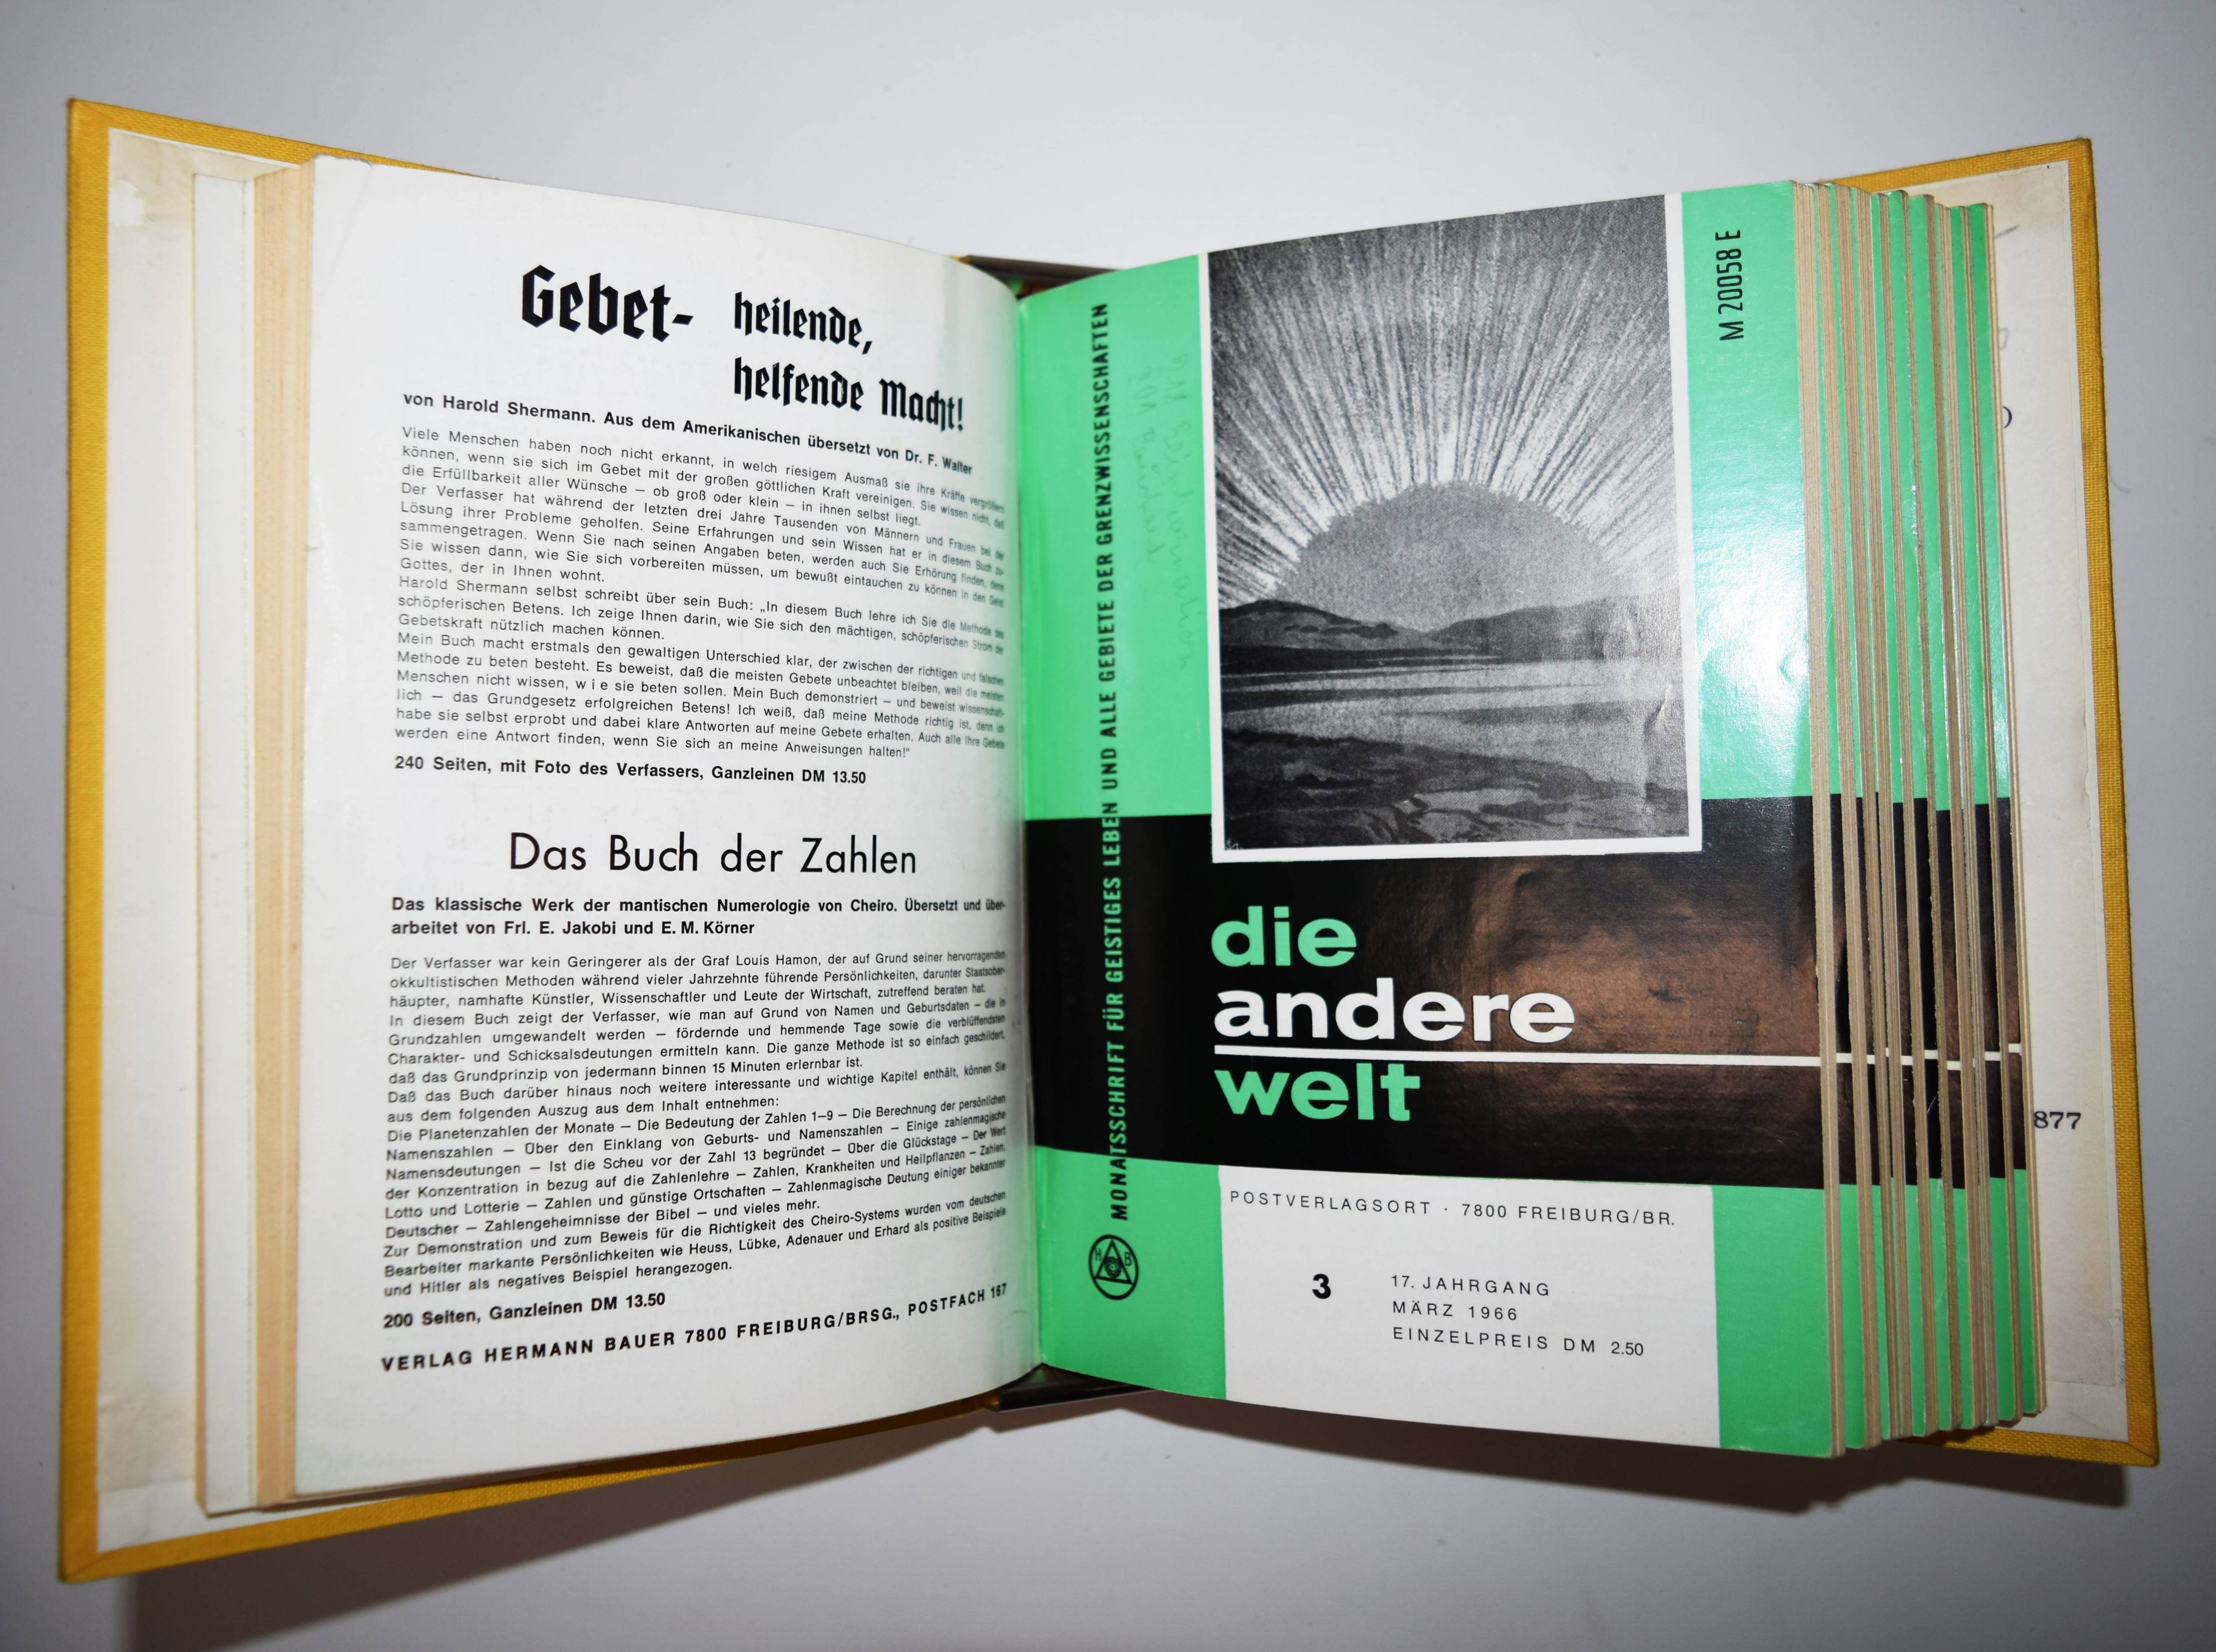 Gebet- heilende,
helfende Macht!
von Harold Shermann. Aus dem Amerikanischen übersetzt von Dr. F. Walter
Viele Menschen haben noch nicht erkannt, in welch riesigem Ausmaß sie ihre Kräfte vergrößern
können, wenn sie sich im Gebet mit der großen göttlichen Kraft vereinigen. Sie wissen nicht, daß
die Erfüllbarkeit aller Wünsche – ob groß oder klein – in ihnen selbst liegt.
Der Verfasser hat während der letzten drei Jahre Tausenden von Männern und Frauen bei der
Lösung ihrer Probleme geholfen. Seine Erfahrungen und sein Wissen hat er in diesem Buch zu-
sammengetragen. Wenn Sie nach seinen Angaben beten, werden auch Sie Erhörung finden, denn
Sie wissen dann, wie Sie sich vorbereiten müssen, um bewußt eintauchen zu können in den Geist
Gottes, der in Ihnen wohnt.
Harold Shermann selbst schreibt über sein Buch: „In diesem Buch lehre ich Sie die Methode des
schöpferischen Betens. Ich zeige Ihnen darin, wie Sie sich den mächtigen, schöpferischen Strom der
Gebetskraft nützlich machen können.
Mein Buch macht erstmals den gewaltigen Unterschied klar, der zwischen der richtigen und falschen
Methode zu beten besteht. Es beweist, daß die meisten Gebete unbeachtet bleiben, weil die meisten
Menschen nicht wissen, w i e sie beten sollen. Mein Buch demonstriert – und beweist wissenschaft-
lich – das Grundgesetz erfolgreichen Betens! Ich weiß, daß meine Methode richtig ist, denn ich
habe sie selbst erprobt und dabei klare Antworten auf meine Gebete erhalten. Auch alle Ihre Gebete
werden eine Antwort finden, wenn Sie sich an meine Anweisungen halten!"
240 Seiten, mit Foto des Verfassers, Ganzleinen DM 13.50
Das Buch der Zahlen
Das klassische Werk der mantischen Numerologie von Cheiro. Übersetzt und über-
arbeitet von Frl. E. Jakobi und E. M. Körner
Der Verfasser war kein Geringerer als der Graf Louis Hamon, der auf Grund seiner hervorragenden
okkultistischen Methoden während vieler Jahrzehnte führende Persönlichkeiten, darunter Staatsober-
häupter, namhafte Künstler, Wissenschaftler und Leute der Wirtschaft, zutreffend beraten hat.
In diesem Buch zeigt der Verfasser, wie man auf Grund von Namen und Geburtsdaten – die in
Grundzahlen umgewandelt werden – fördernde und hemmende Tage sowie die verblüffendsten
Charakter- und Schicksalsdeutungen ermitteln kann. Die ganze Methode ist so einfach geschildert,
daß das Grundprinzip von jedermann binnen 15 Minuten erlernbar ist.
Daß das Buch darüber hinaus noch weitere interessante und wichtige Kapitel enthält, können Sie
aus dem folgenden Auszug aus dem Inhalt entnehmen:
Die Planetenzahlen der Monate – Die Bedeutung der Zahlen 1–9 – Die Berechnung der persönlichen
Namenszahlen – Über den Einklang von Geburts- und Namenszahlen – Einige zahlenmagische
Namensdeutungen – Ist die Scheu vor der Zahl 13 begründet – Über die Glückstage – Der Wert
der Konzentration in bezug auf die Zahlenlehre – Zahlen, Krankheiten und Heilpflanzen – Zahlen,
Lotto und Lotterie – Zahlen und günstige Ortschaften – Zahlenmagische Deutung einiger bekannter
Deutscher – Zahlengeheimnisse der Bibel – und vieles mehr.
Zur Demonstration und zum Beweis für die Richtigkeit des Cheiro-Systems wurden vom deutschen
Bearbeiter markante Persönlichkeiten wie Heuss, Lübke, Adenauer und Erhard als positive Beispiele
und Hitler als negatives Beispiel herangezogen.
200 Seiten, Ganzleinen DM 13.50
VERLAG HERMANN BAUER 7800 FREIBURG/BRSG., POSTFACH 167
MONATSSCHRIFT FÜR GEISTIGES LEBEN UND ALLE GEBIETE DER GRENZWISSENSCHAFTEN
H B
M 20058 E
die
andere
welt
POSTVERLAGSORT · 7800 FREIBURG/BR.
3
17. JAHRGANG
MÄRZ 1966
EINZELPREIS DM 2.50
877